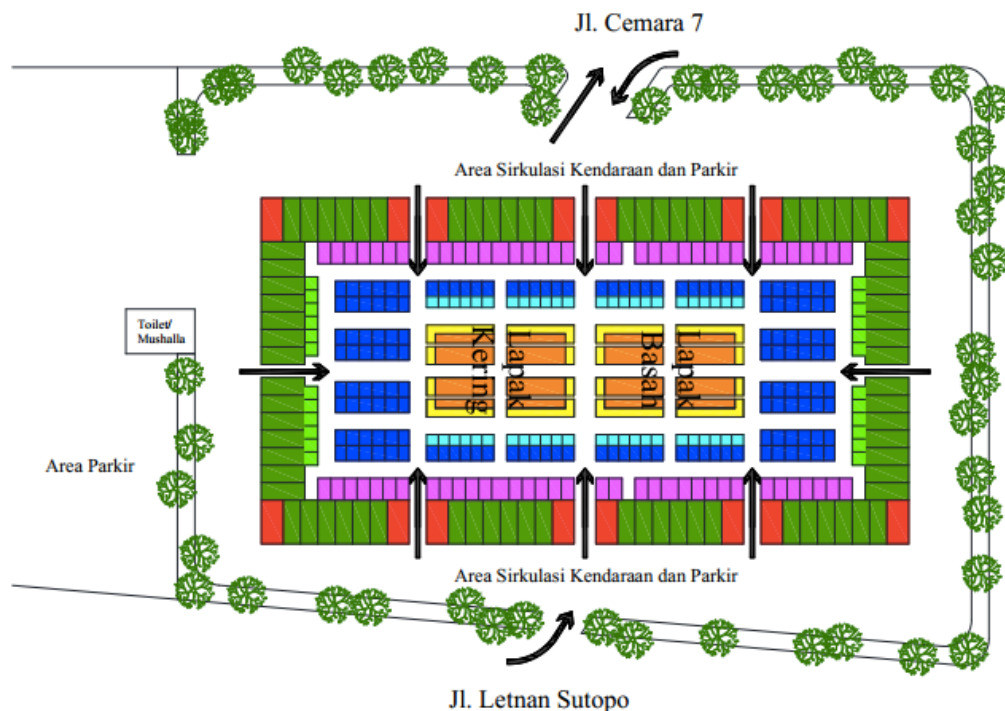 Jl. Cemara 7
Area Sirkulasi Kendaraan dan Parkir
Toilet/
Mushalla
Lapak
Kering
Lapak
Basah
Area Parkir
Area Sirkulasi Kendaraan dan Parkir
Jl. Letnan Sutopo